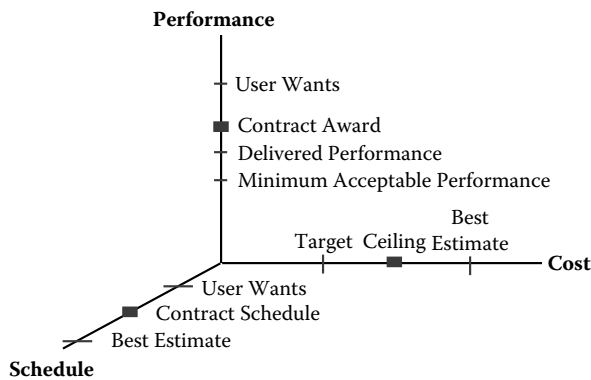 Performance
User Wants
Contract Award
Delivered Performance
Minimum Acceptable Performance
Best
Target Ceiling Estimate
Cost
User Wants
Contract Schedule
Best Estimate
Schedule